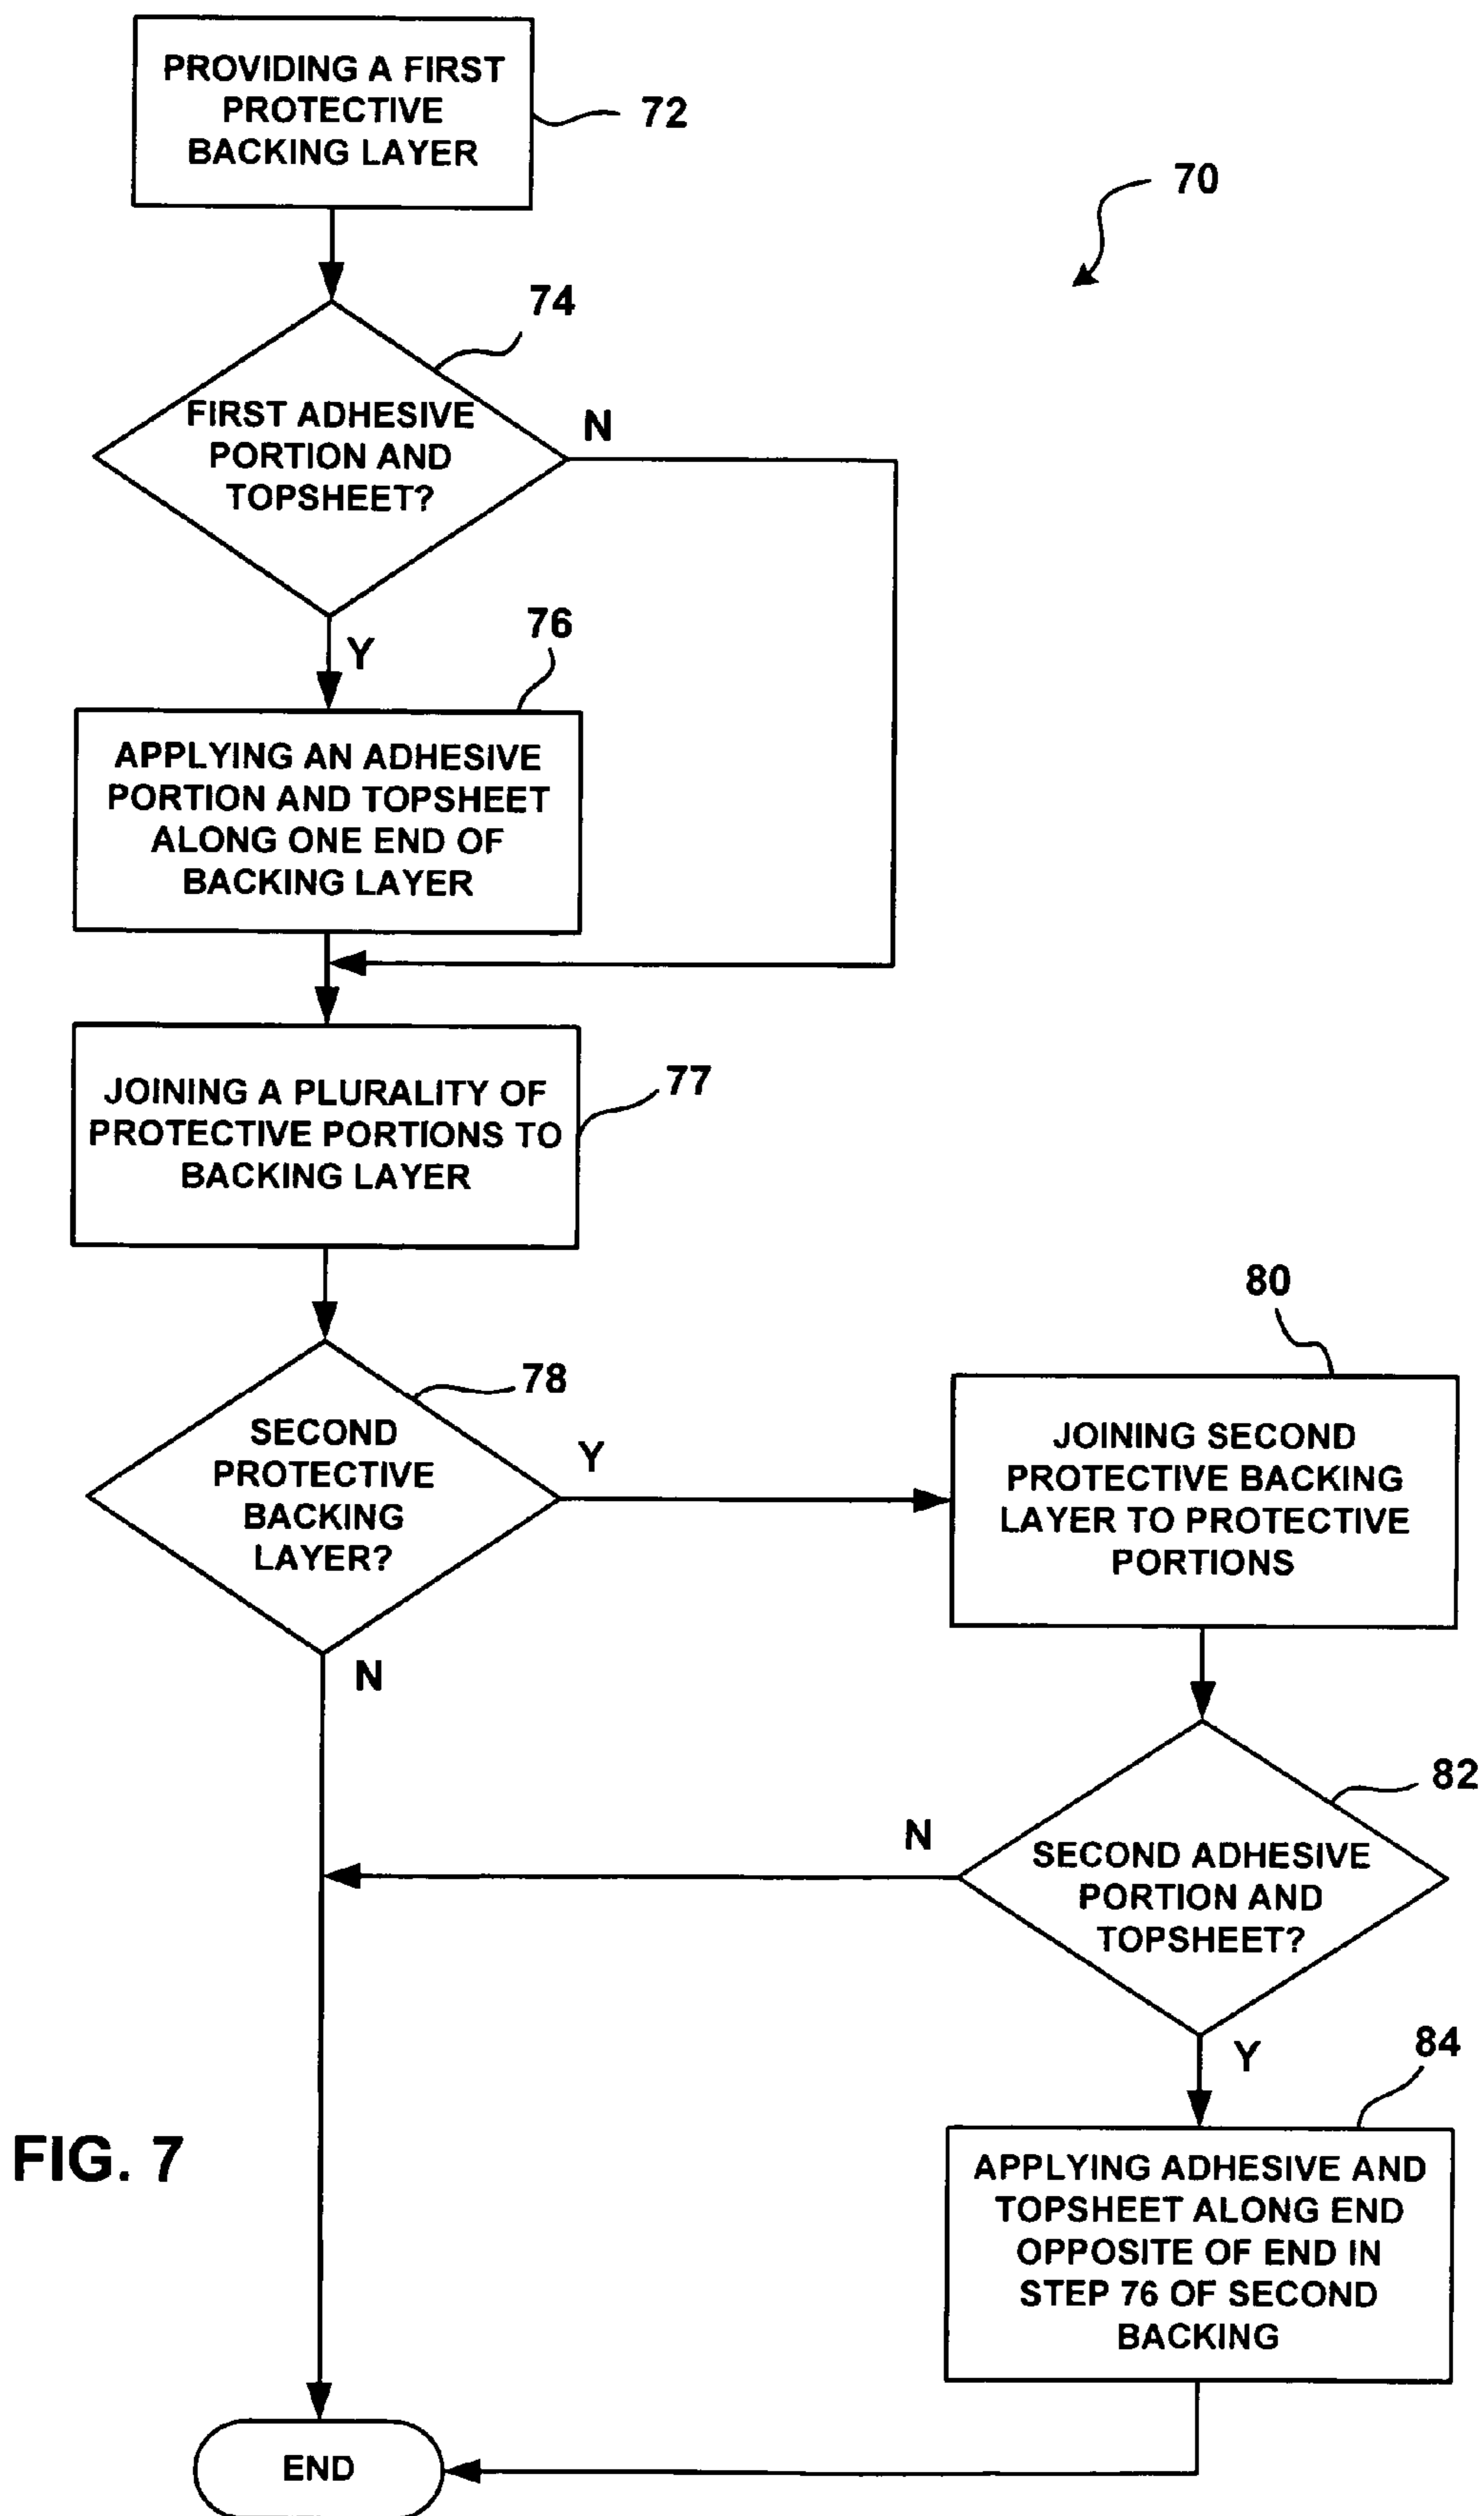 PROVIDING A FIRST
PROTECTIVE
BACKING LAYER
72
70
74
FIRST ADHESIVE
PORTION AND
TOPSHEET?
N
Y
76
APPLYING AN ADHESIVE
PORTION AND TOPSHEET
ALONG ONE END OF
BACKING LAYER
JOINING A PLURALITY OF
PROTECTIVE PORTIONS TO
BACKING LAYER
77
78
SECOND
PROTECTIVE
BACKING
LAYER?
Y
N
80
JOINING SECOND
PROTECTIVE BACKING
LAYER TO PROTECTIVE
PORTIONS
82
SECOND ADHESIVE
PORTION AND
TOPSHEET?
N
Y
84
APPLYING ADHESIVE AND
TOPSHEET ALONG END
OPPOSITE OF END IN
STEP 76 OF SECOND
BACKING
FIG. 7
END